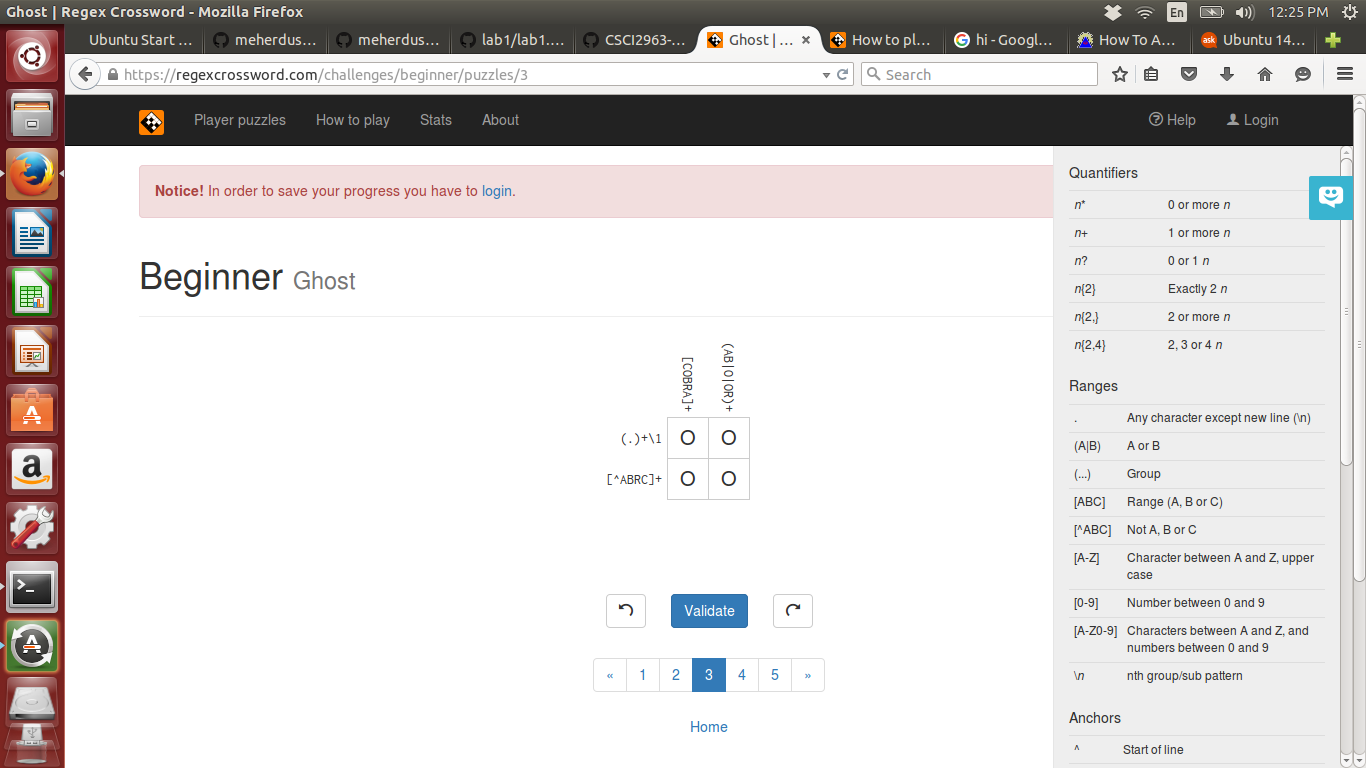 Ghost | Regex Crossword - Mozilla Firefox
En
12:25 PM
Ubuntu Start ...
meherdus...
meherdus...
lab1/lab1....
CSCI2963-...
Ghost | ... ×
How to pl...
hi - Googl...
How To A...
ask Ubuntu 14...
https://regexcrossword.com/challenges/beginner/puzzles/3
Search
Player puzzles
How to play
Stats
About
Help
Login
Notice! In order to save your progress you have to login.
Beginner Ghost
[COBRA]+
(AB|O|OR)+
(.)+\1
O O
[^ABRC]+
O O
Validate
« 1 2 3 4 5 »
Home
Quantifiers
n* 0 or more n
n+ 1 or more n
n? 0 or 1 n
n{2} Exactly 2 n
n{2,} 2 or more n
n{2,4} 2, 3 or 4 n
Ranges
. Any character except new line (\n)
(A|B) A or B
(...) Group
[ABC] Range (A, B or C)
[^ABC] Not A, B or C
[A-Z] Character between A and Z, upper
case
[0-9] Number between 0 and 9
[A-Z0-9] Characters between A and Z, and
numbers between 0 and 9
\n nth group/sub pattern
Anchors
^ Start of line